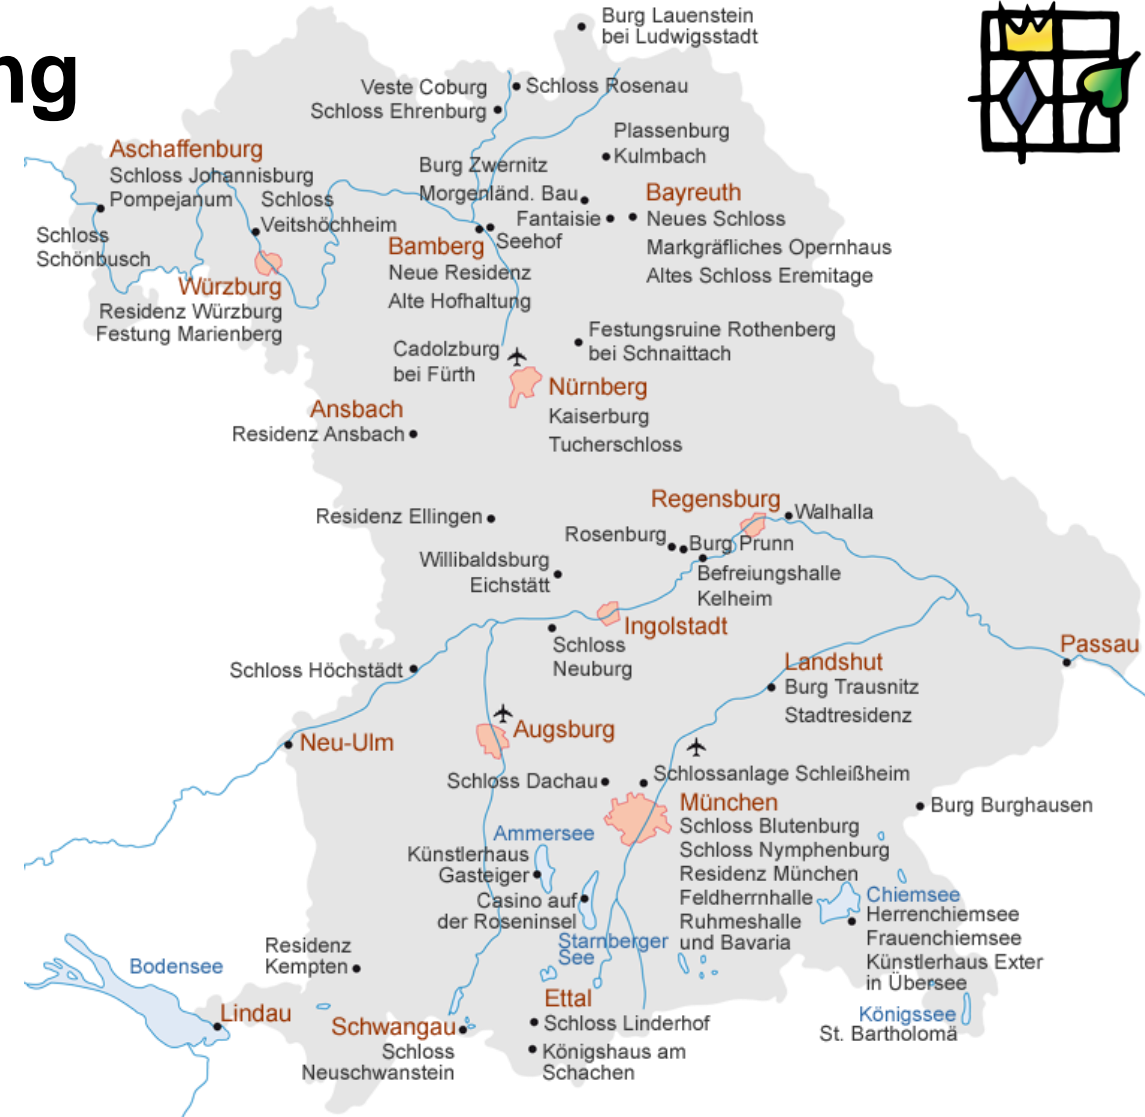 ng
Burg Lauenstein
bei Ludwigsstadt
Veste Coburg
Schloss Rosenau
Schloss Ehrenburg
Plassenburg
Kulmbach
Aschaffenburg
Schloss Johannisburg
Pompejanum
Schloss
Veitshöchheim
Schloss
Schönbusch
Burg Zwernitz
Morgenländ. Bau
Fantaisie
Seehof
Bayreuth
Neues Schloss
Markgräfliches Opernhaus
Altes Schloss Eremitage
Bamberg
Neue Residenz
Alte Hofhaltung
Würzburg
Residenz Würzburg
Festung Marienberg
Festungsruine Rothenberg
bei Schnaittach
Cadolzburg
bei Fürth
Nürnberg
Kaiserburg
Tucherschloss
Ansbach
Residenz Ansbach
Regensburg
Walhalla
Residenz Ellingen
Rosenburg
Burg Prunn
Willibaldsburg
Eichstätt
Befreiungshalle
Kelheim
Ingolstadt
Schloss
Neuburg
Passau
Landshut
Burg Trausnitz
Stadtresidenz
Schloss Höchstädt
Augsburg
Neu-Ulm
Schloss Dachau
Schlossanlage Schleißheim
München
Schloss Blutenburg
Schloss Nymphenburg
Residenz München
Feldherrnhalle
Ruhmeshalle
und Bavaria
Burg Burghausen
Ammersee
Künstlerhaus
Gasteiger
Casino auf
der Roseninsel
Starnberger
See
Chiemsee
Herrenchiemsee
Frauenchiemsee
Künstlerhaus Exter
in Übersee
Residenz
Kempten
Bodensee
Lindau
Königssee
St. Bartholomä
Ettal
Schloss Linderhof
Königshaus am
Schachen
Schwangau
Schloss
Neuschwanstein